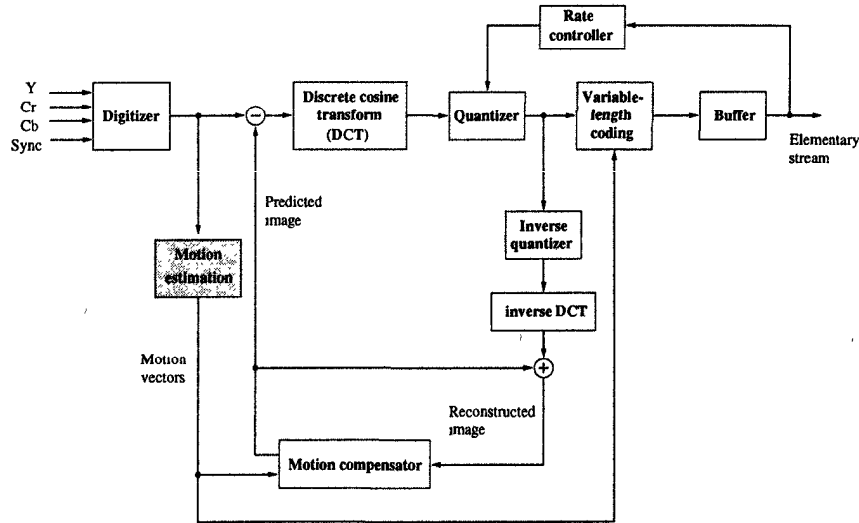 Rate
controller
Y
Cr
Cb
Sync
Digitizer
−
Discrete cosine
transform
(DCT)
Quantizer
Variable-
length
coding
Buffer
Elementary
stream
Predicted
image
Inverse
quantizer
Motion
estimation
inverse DCT
Motion
vectors
+
Reconstructed
image
Motion compensator